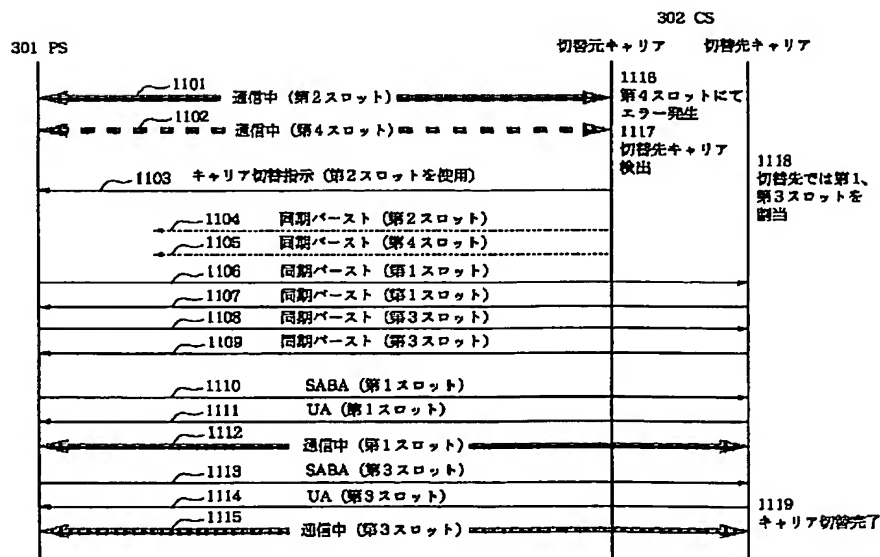 302 CS
301 PS
切替元キャリア
切替先キャリア
1101
通信中 (第2スロット)
1116
第4スロットにて
エラー発生
1102
通信中 (第4スロット)
1117
切替先キャリア
検出
1118
切替先では第1、
第3スロットを
割当
1103 キャリア切替指示 (第2スロットを使用)
1104 同期バースト (第2スロット)
1105 同期バースト (第4スロット)
1106 同期バースト (第1スロット)
1107 同期バースト (第1スロット)
1108 同期バースト (第3スロット)
1109 同期バースト (第3スロット)
1110 SABA (第1スロット)
1111 UA (第1スロット)
1112
通信中 (第1スロット)
1113 SABA (第3スロット)
1114 UA (第3スロット)
1115
通信中 (第3スロット)
1119
キャリア切替完了